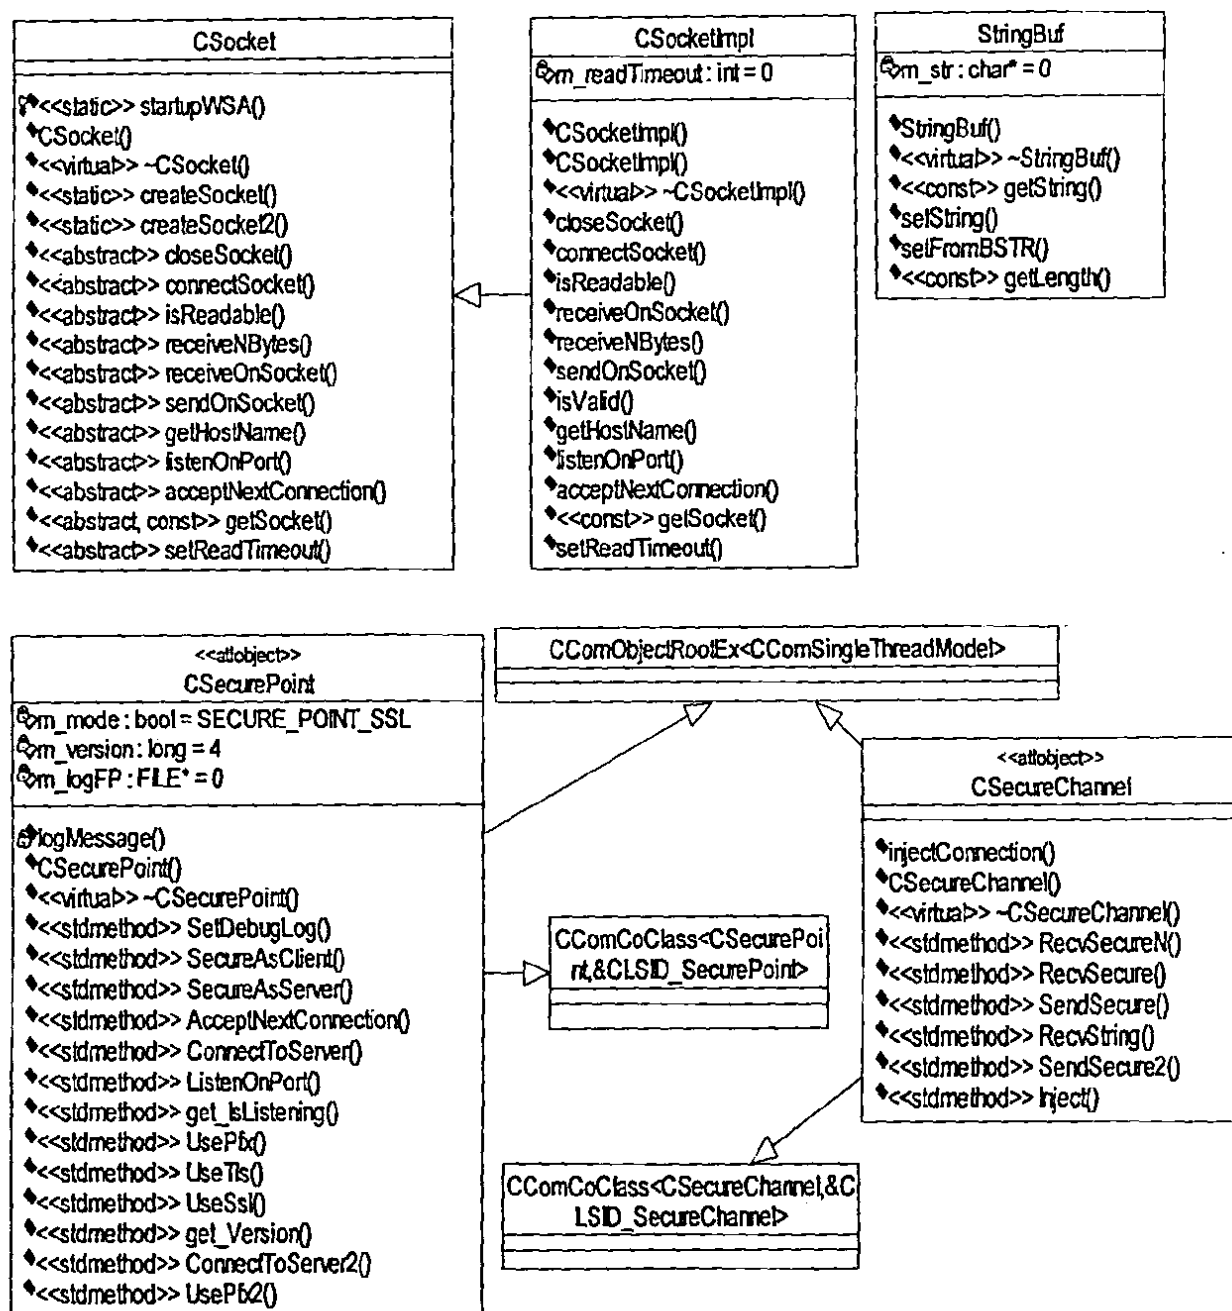 CSocket
<<static>> startupWSA()
CSocket()
<<virtual>> ~CSocket()
<<static>> createSocket()
<<static>> createSocket2()
<<abstract>> closeSocket()
<<abstract>> connectSocket()
<<abstract>> isReadable()
<<abstract>> receiveNBytes()
<<abstract>> receiveOnSocket()
<<abstract>> sendOnSocket()
<<abstract>> getHostName()
<<abstract>> listenOnPort()
<<abstract>> acceptNextConnection()
<<abstract, const>> getSocket()
<<abstract>> setReadTimeout()
CSocketImpl
m_readTimeout : int = 0
CSocketImpl()
CSocketImpl()
<<virtual>> ~CSocketImpl()
closeSocket()
connectSocket()
isReadable()
receiveOnSocket()
receiveNBytes()
sendOnSocket()
isValid()
getHostName()
listenOnPort()
acceptNextConnection()
<<const>> getSocket()
setReadTimeout()
StringBuf
m_str : char* = 0
StringBuf()
<<virtual>> ~StringBuf()
<<const>> getString()
setString()
setFromBSTR()
<<const>> getLength()
<<atlobject>>
CSecurePoint
m_mode : bool = SECURE_POINT_SSL
m_version : long = 4
m_logFP : FILE* = 0
logMessage()
CSecurePoint()
<<virtual>> ~CSecurePoint()
<<stdmethod>> SetDebugLog()
<<stdmethod>> SecureAsClient()
<<stdmethod>> SecureAsServer()
<<stdmethod>> AcceptNextConnection()
<<stdmethod>> ConnectToServer()
<<stdmethod>> ListenOnPort()
<<stdmethod>> get_IsListening()
<<stdmethod>> UsePfx()
<<stdmethod>> UseTls()
<<stdmethod>> UseSsl()
<<stdmethod>> get_Version()
<<stdmethod>> ConnectToServer2()
<<stdmethod>> UsePfx2()
CComObjectRootEx<CComSingleThreadModel>
CComCoClass<CSecurePoi
nt,&CLSID_SecurePoint>
<<atlobject>>
CSecureChannel
injectConnection()
CSecureChannel()
<<virtual>> ~CSecureChannel()
<<stdmethod>> RecvSecureN()
<<stdmethod>> RecvSecure()
<<stdmethod>> SendSecure()
<<stdmethod>> RecvString()
<<stdmethod>> SendSecure2()
<<stdmethod>> Inject()
CComCoClass<CSecureChannel,&C
LSID_SecureChannel>